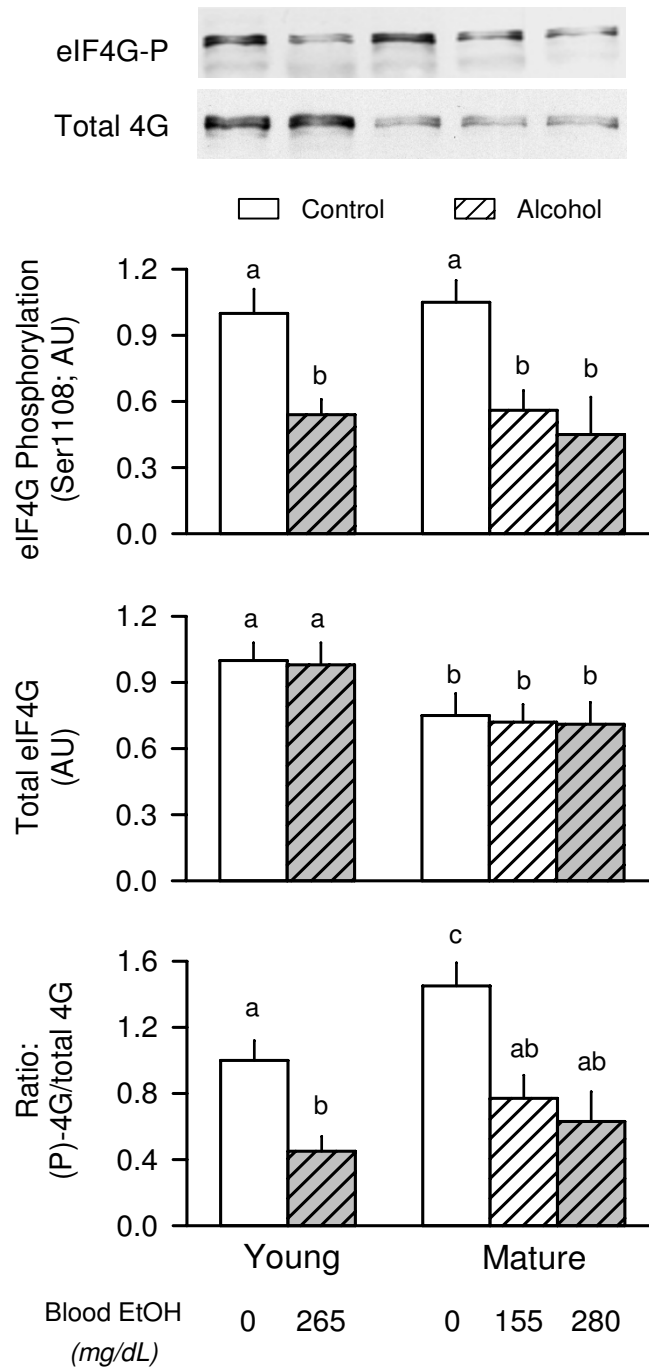 eIF4G-P
Total 4G
Control Alcohol
eIF4G Phosphorylation
(Ser1108; AU)
1.2
0.9
0.6
0.3
0.0
a
b
a
b
b
Total eIF4G
(AU)
1.2
0.9
0.6
0.3
0.0
a
a
b
b
b
Ratio:
(P)-4G/total 4G
1.6
1.2
0.8
0.4
0.0
a
b
c
ab
ab
Young Mature
Blood EtOH 0 265 0 155 280
(mg/dL)